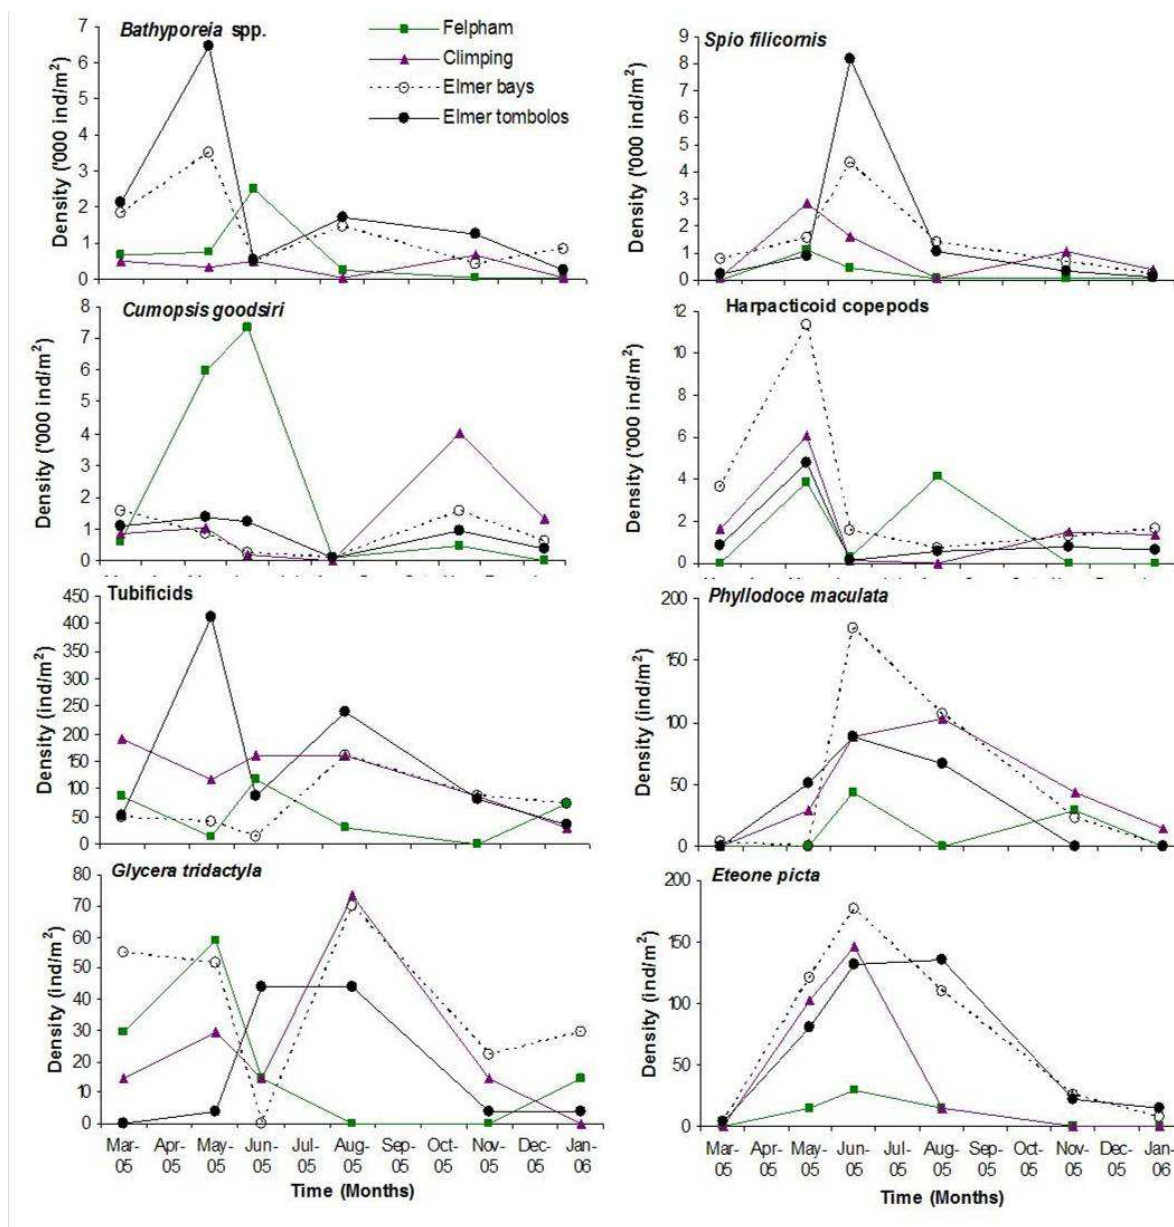 Bathyporeia spp.
Felpham
Climping
Elmer bays
Elmer tombolos
Density ('000 ind/m²)
7
6
5
4
3
2
1
0
Spio filicornis
Density ('000 ind/m²)
9
8
7
6
5
4
3
2
1
0
Cumopsis goodsiri
Density ('000 ind/m²)
8
7
6
5
4
3
2
1
0
Harpacticoid copepods
Density ('000 ind/m²)
12
10
8
6
4
2
0
Tubificids
Density (ind/m²)
450
400
350
300
250
200
150
100
50
0
Phyllodoce maculata
Density (ind/m²)
200
150
100
50
0
Glycera tridactyla
Density (ind/m²)
80
70
60
50
40
30
20
10
0
Mar- Apr- May- Jun- Jul- Aug- Sep- Oct- Nov- Dec- Jan-
05 05 05 05 05 05 05 05 05 05 06
Time (Months)
Eteone picta
Density (ind/m²)
200
150
100
50
0
Mar- Apr- May- Jun- Jul- Aug- Sep- Oct- Nov- Dec- Jan-
05 05 05 05 05 05 05 05 05 05 06
Time (Months)